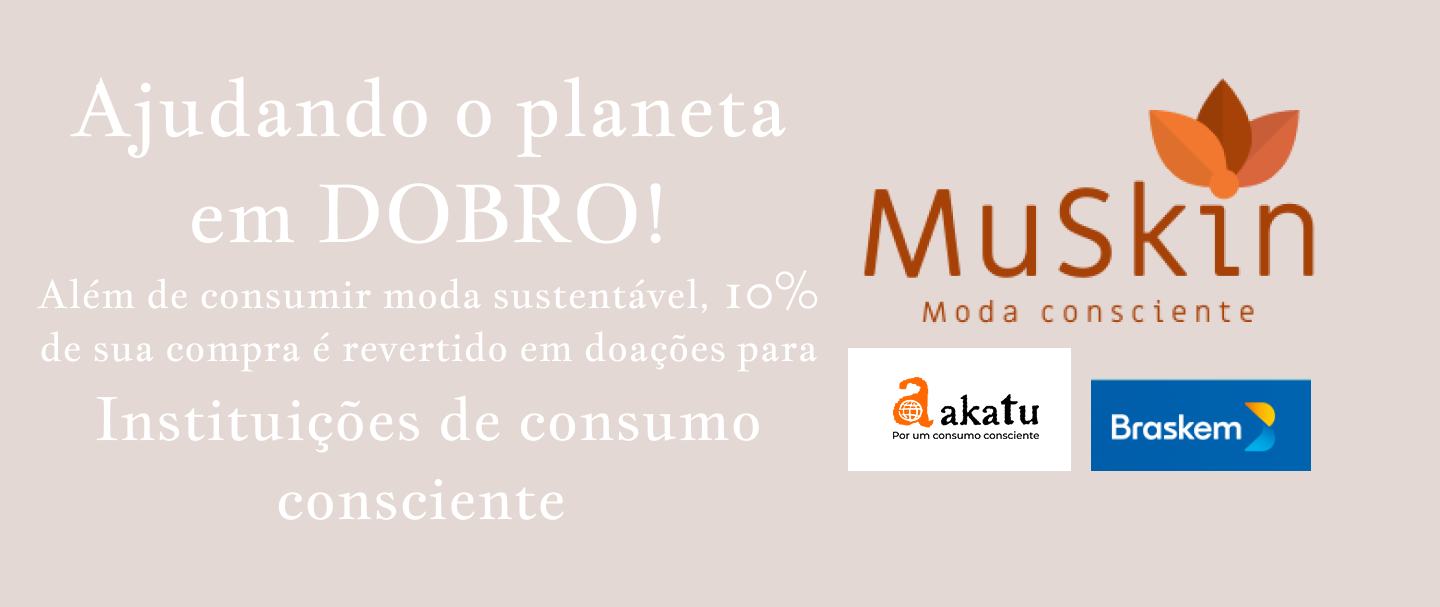 Ajudando o planeta
em DOBRO!
Além de consumir moda sustentável, 10%
de sua compra é revertido em doações para
Instituições de consumo
consciente
MuSkin
Moda consciente
a akatu
Por um consumo consciente
Braskem